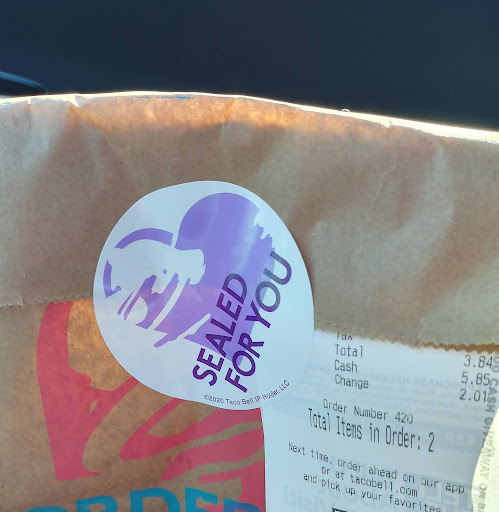 SEALED
FOR YOU
©2020 Taco Bell IP Holder, LLC
Tax
Total 3.84
Cash 5.85
Change 2.01
Order Number 420
Total Items in Order: 2
Next time, order ahead on our app
or at tacobell.com
and pick up your favorites
ORDER